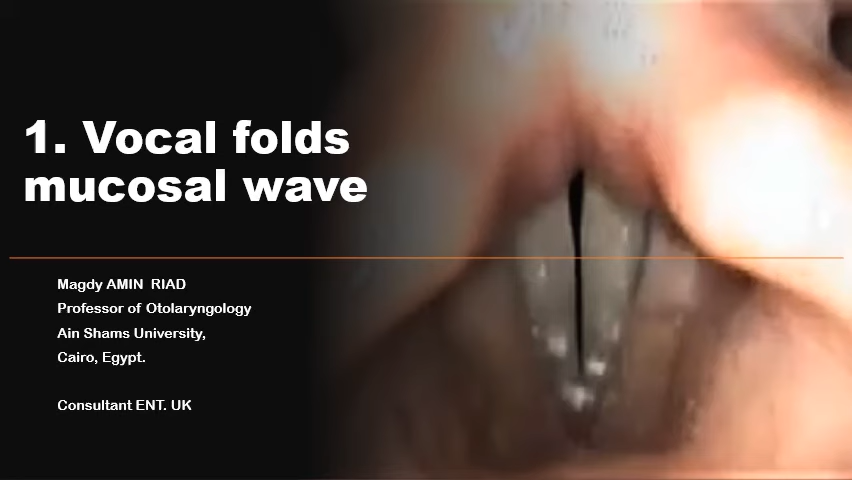 1. Vocal folds
mucosal wave
Magdy AMIN RIAD
Professor of Otolaryngology
Ain Shams University,
Cairo, Egypt.
Consultant ENT. UK